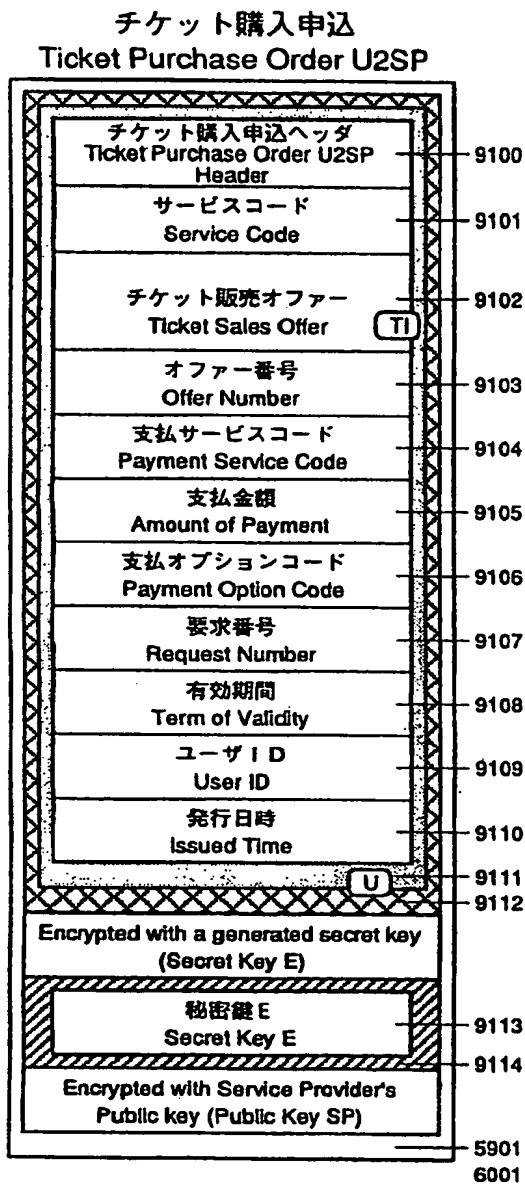 チケット購入申込
Ticket Purchase Order U2SP
チケット購入申込ヘッダ
Ticket Purchase Order U2SP
Header
9100
サービスコード
Service Code
9101
チケット販売オファー
Ticket Sales Offer
TI
9102
オファー番号
Offer Number
9103
支払サービスコード
Payment Service Code
9104
支払金額
Amount of Payment
9105
支払オプションコード
Payment Option Code
9106
要求番号
Request Number
9107
有効期間
Term of Validity
9108
ユーザID
User ID
9109
発行日時
Issued Time
9110
U
9111
9112
Encrypted with a generated secret key
(Secret Key E)
秘密鍵E
Secret Key E
9113
9114
Encrypted with Service Provider's
Public key (Public Key SP)
5901
6001